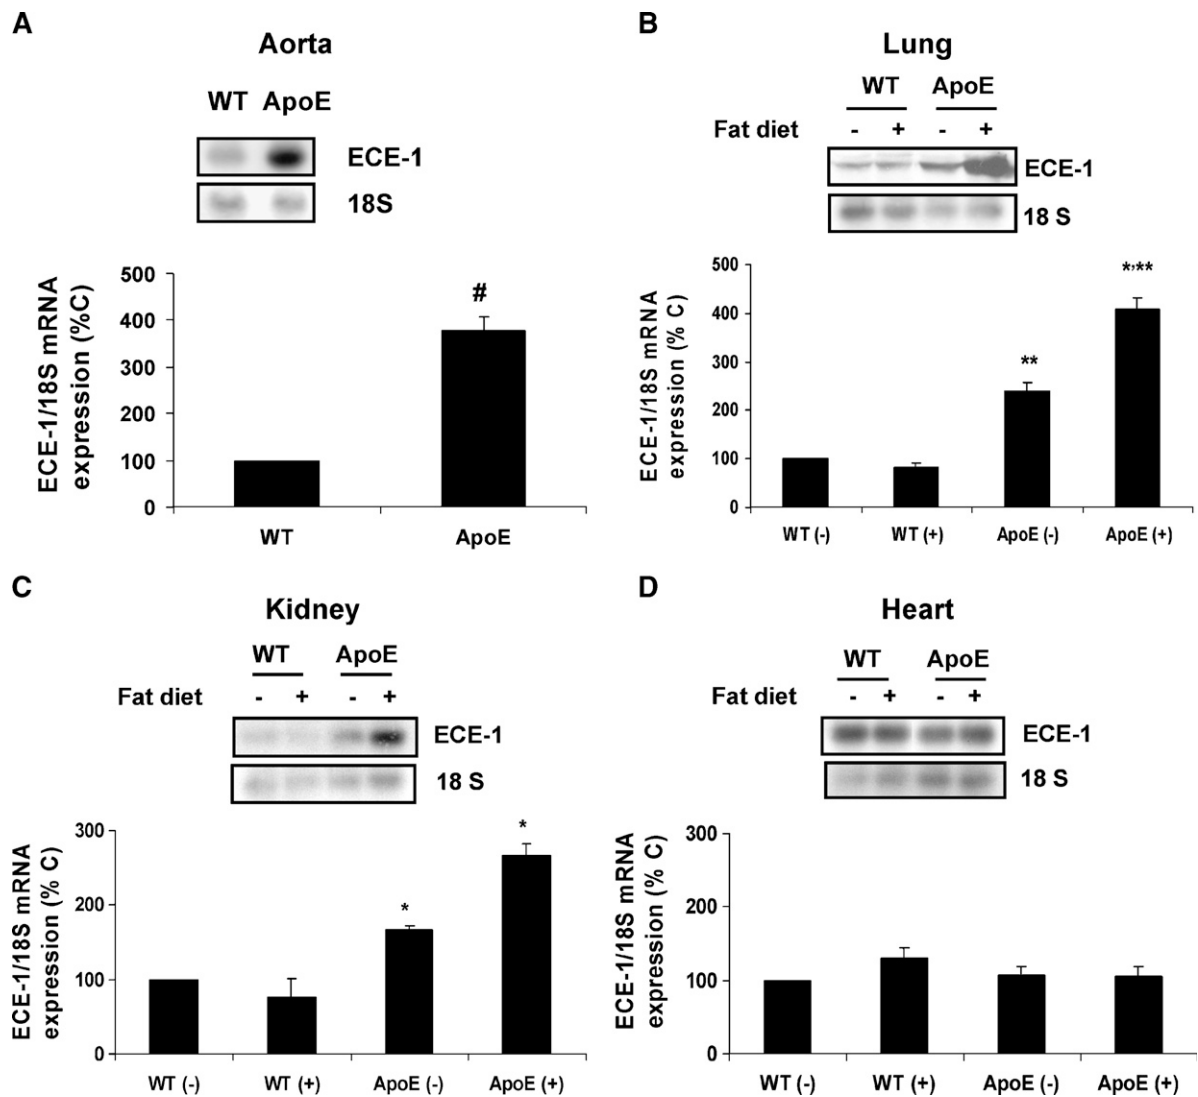 A
Aorta
WT ApoE
ECE-1
18S
ECE-1/18S mRNA
expression (%C)
500
400
300
200
100
0
#
WT
ApoE
B
Lung
WT ApoE
Fat diet - + - +
ECE-1
18 S
ECE-1/18S mRNA
expression (% C)
500
400
300
200
100
0
**
*,**
WT (-)
WT (+)
ApoE (-)
ApoE (+)
C
Kidney
WT ApoE
Fat diet - + - +
ECE-1
18 S
ECE-1/18S mRNA
expression (% C)
300
200
100
0
*
*
WT (-)
WT (+)
ApoE (-)
ApoE (+)
D
Heart
WT ApoE
Fat diet - + - +
ECE-1
18 S
ECE-1/18S mRNA
expression (% C)
300
200
100
0
WT (-)
WT (+)
ApoE (-)
ApoE (+)